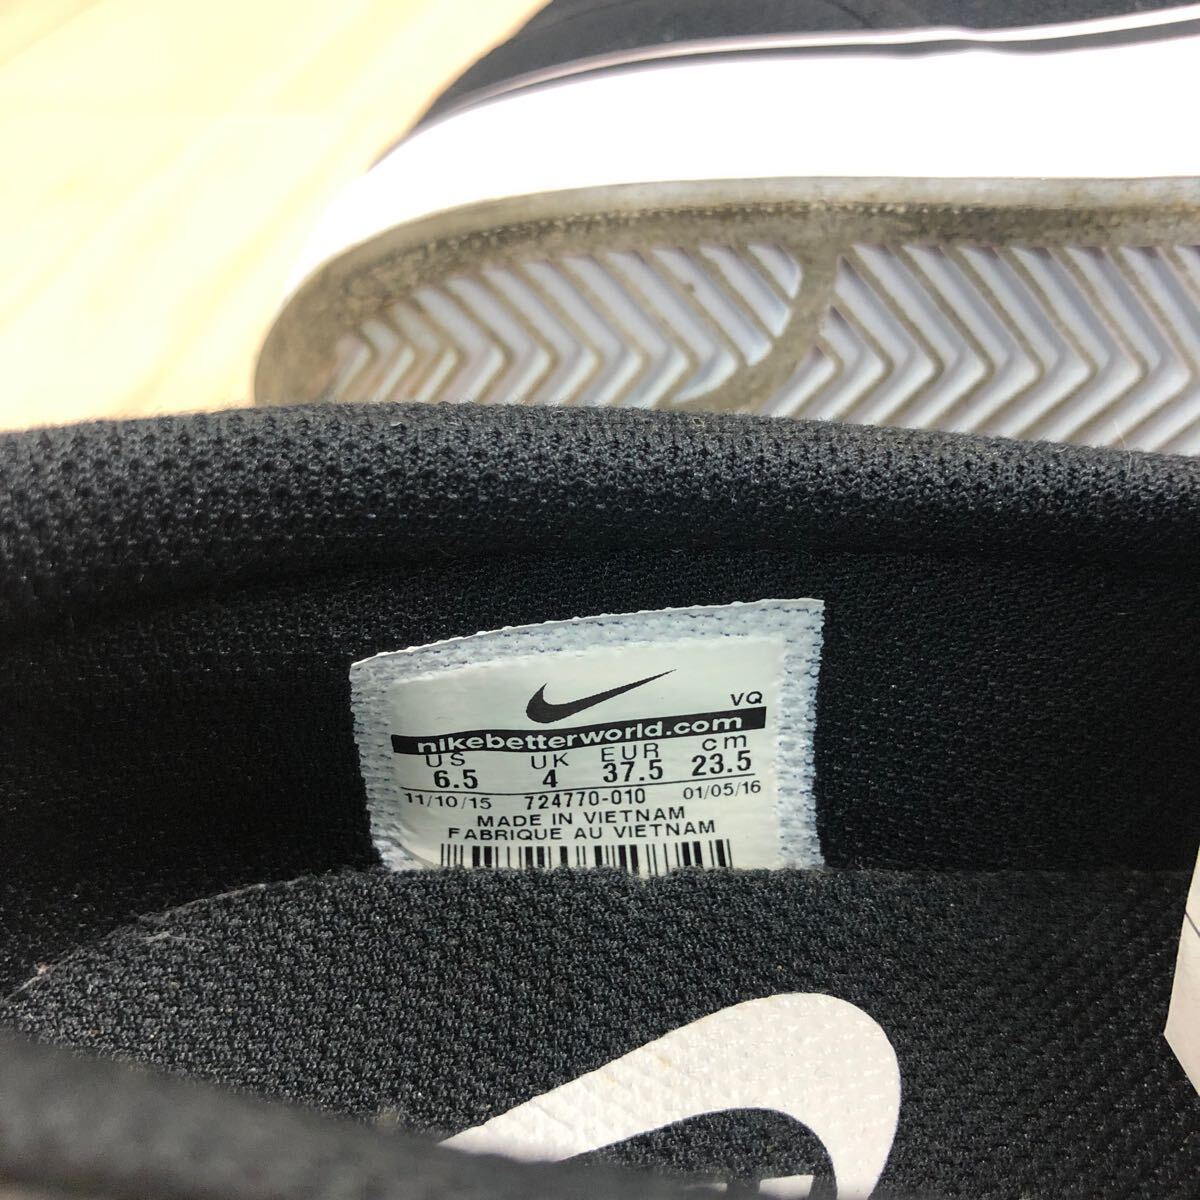 VQ
nikebetterworld.com
US UK EUR cm
6.5 4 37.5 23.5
11/10/15 724770-010 01/05/16
MADE IN VIETNAM
FABRIQUE AU VIETNAM